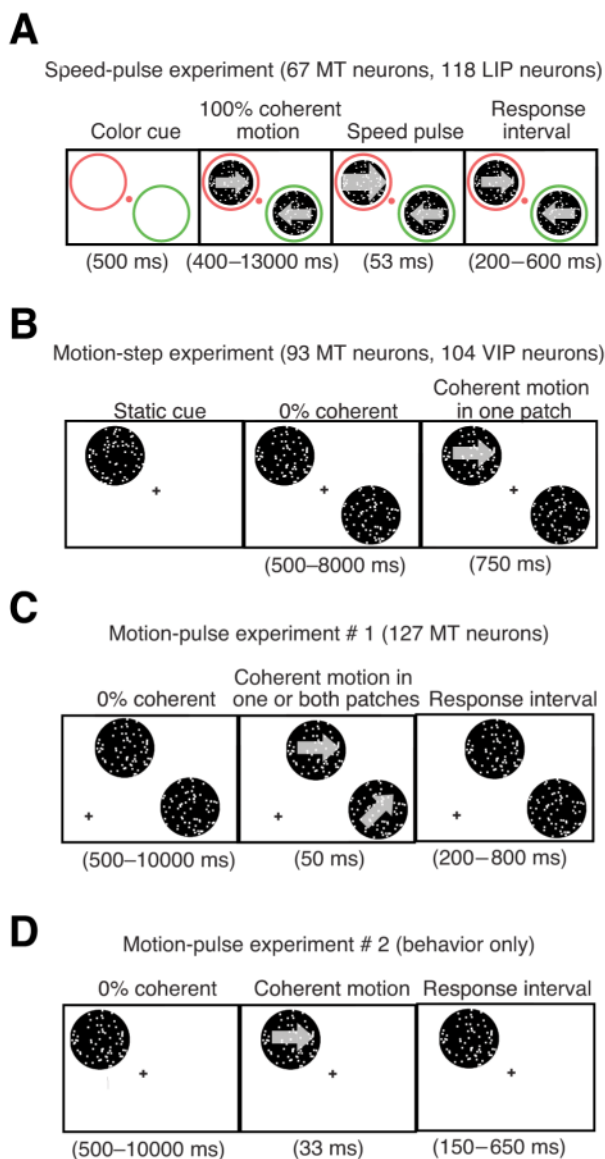 A
Speed-pulse experiment (67 MT neurons, 118 LIP neurons)
Color cue
100% coherent
motion
Speed pulse
Response
interval
(500 ms)
(400–13000 ms)
(53 ms)
(200–600 ms)
B
Motion-step experiment (93 MT neurons, 104 VIP neurons)
Static cue
0% coherent
Coherent motion
in one patch
(500–8000 ms)
(750 ms)
C
Motion-pulse experiment # 1 (127 MT neurons)
0% coherent
Coherent motion in
one or both patches
Response interval
(500–10000 ms)
(50 ms)
(200–800 ms)
D
Motion-pulse experiment # 2 (behavior only)
0% coherent
Coherent motion
Response interval
(500–10000 ms)
(33 ms)
(150–650 ms)